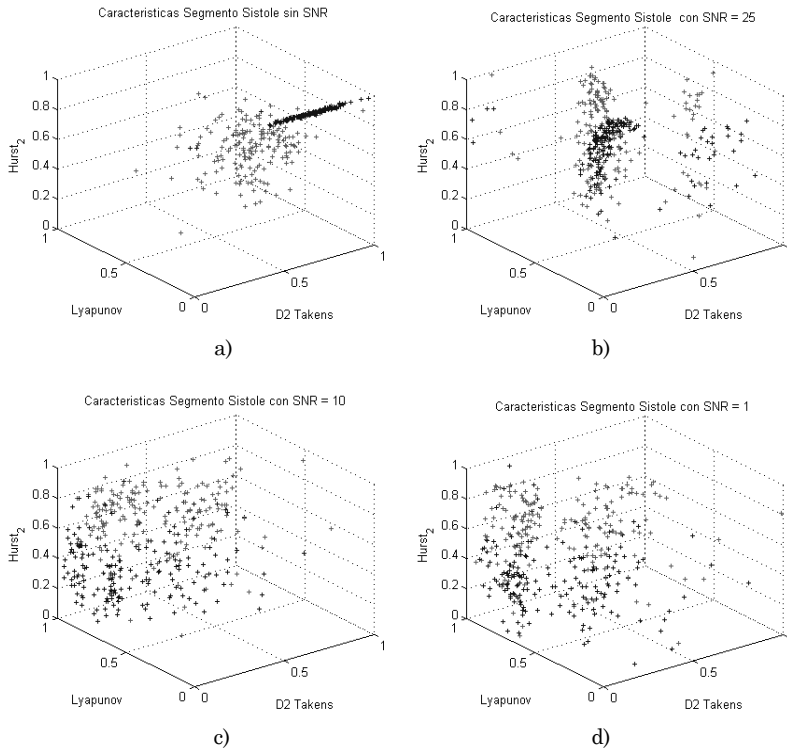 Caracteristicas Segmento Sistole sin SNR
1
0.8
0.6
0.4
0.2
0
Hurst2
1
0.5
0
Lyapunov
0
0.5
1
D2 Takens
a)
Caracteristicas Segmento Sistole con SNR = 25
1
0.8
0.6
0.4
0.2
0
Hurst2
1
0.5
0
Lyapunov
0
0.5
1
D2 Takens
b)
Caracteristicas Segmento Sistole con SNR = 10
1
0.8
0.6
0.4
0.2
0
Hurst2
1
0.5
0
Lyapunov
0
0.5
1
D2 Takens
c)
Caracteristicas Segmento Sistole con SNR = 1
1
0.8
0.6
0.4
0.2
0
Hurst2
1
0.5
0
Lyapunov
0
0.5
1
D2 Takens
d)